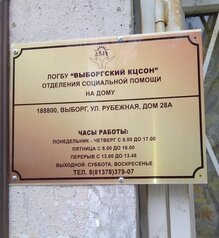 ЛОГБУ "ВЫБОРГСКИЙ КЦСОН"
ОТДЕЛЕНИЯ СОЦИАЛЬНОЙ ПОМОЩИ
НА ДОМУ
188800, ВЫБОРГ, УЛ. РУБЕЖНАЯ, ДОМ 28А
ЧАСЫ РАБОТЫ:
ПОНЕДЕЛЬНИК - ЧЕТВЕРГ С 8.00 ДО 17.00
ПЯТНИЦА С 8.00 ДО 16.00
ПЕРЕРЫВ С 13.00 ДО 13.48
ВЫХОДНОЙ: СУББОТА, ВОСКРЕСЕНЬЕ
ТЕЛ. 8(81378)379-07